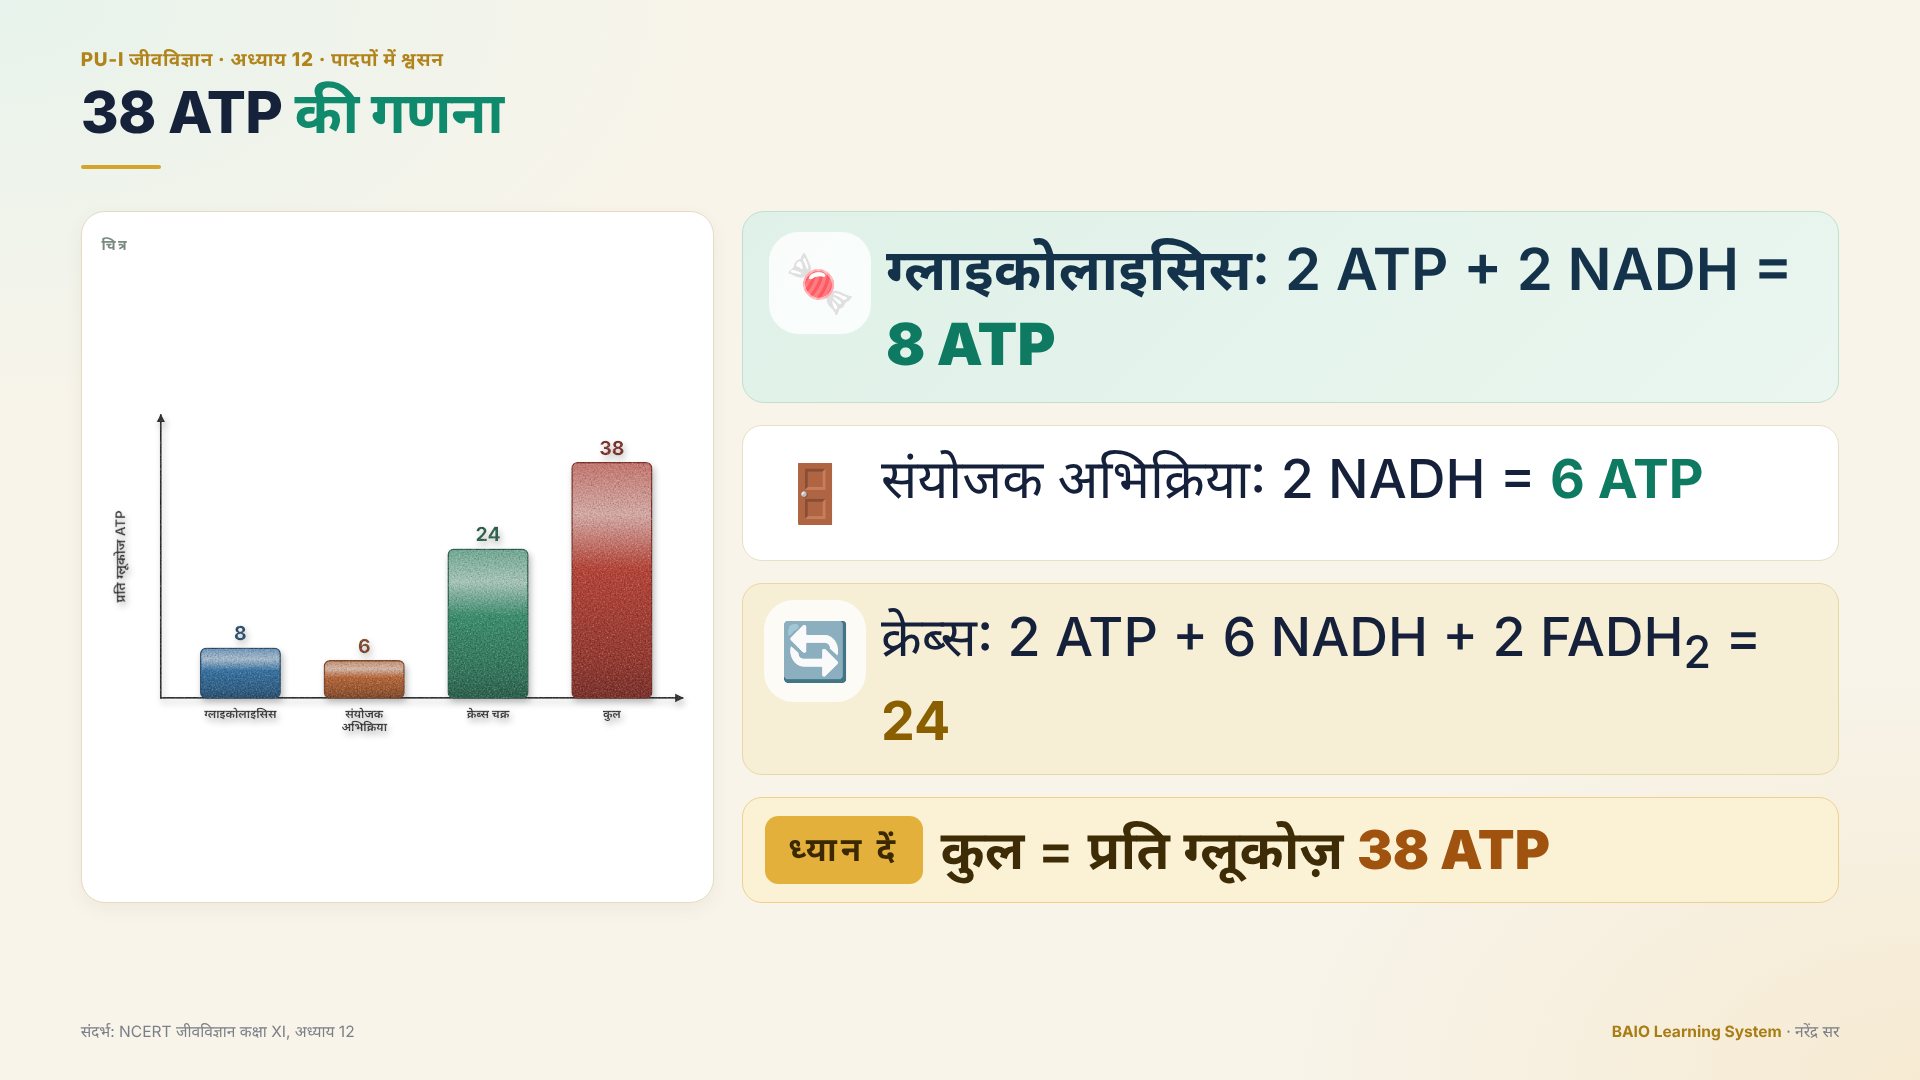 PU-I जीवविज्ञान · अध्याय 12 · पादपों में श्वसन
38 ATP की गणना
चित्र
प्रति ग्लूकोज ATP
8
6
24
38
ग्लाइकोलाइसिस
संयोजक
अभिक्रिया
क्रेब्स चक्र
कुल
ग्लाइकोलाइसिस: 2 ATP + 2 NADH =
8 ATP
संयोजक अभिक्रिया: 2 NADH = 6 ATP
क्रेब्स: 2 ATP + 6 NADH + 2 FADH₂ =
24
ध्यान दें कुल = प्रति ग्लूकोज़ 38 ATP
संदर्भ: NCERT जीवविज्ञान कक्षा XI, अध्याय 12
BAIO Learning System · नरेंद्र सर